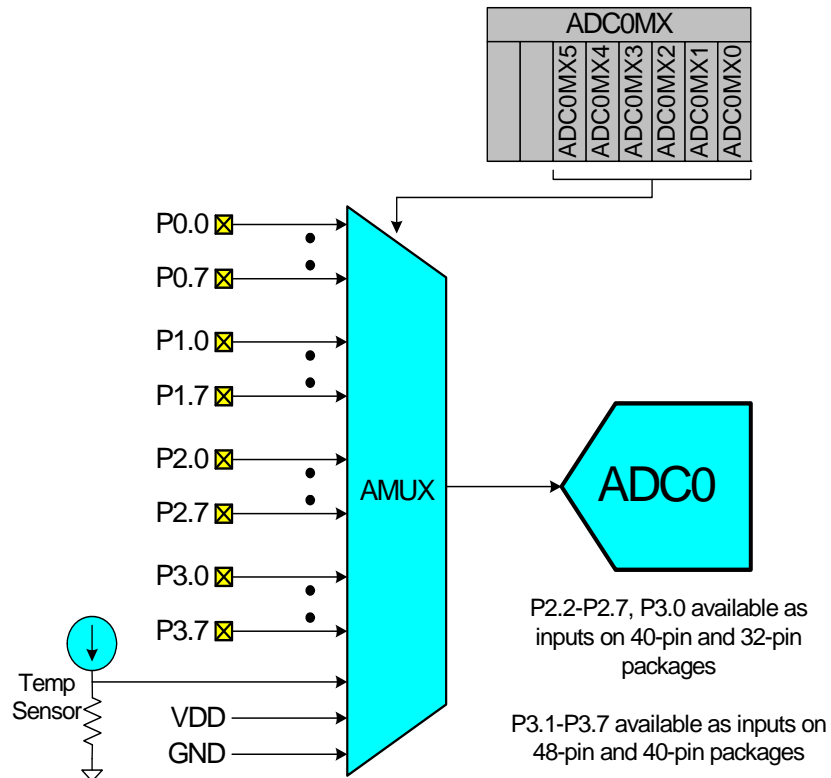 ADC0MX
ADC0MX5
ADC0MX4
ADC0MX3
ADC0MX2
ADC0MX1
ADC0MX0
P0.0
P0.7
P1.0
P1.7
P2.0
P2.7
P3.0
P3.7
AMUX
ADC0
Temp
Sensor
VDD
GND
P2.2-P2.7, P3.0 available as
inputs on 40-pin and 32-pin
packages
P3.1-P3.7 available as inputs on
48-pin and 40-pin packages